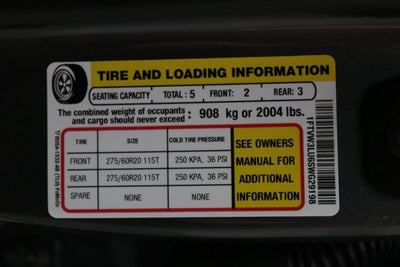 TIRE AND LOADING INFORMATION
SEATING CAPACITY TOTAL: 5 FRONT: 2 REAR: 3
The combined weight of occupants and cargo should never exceed : 908 kg or 2004 lbs.
TIRE SIZE COLD TIRE PRESSURE
FRONT 275/60R20 115T 250 KPA, 36 PSI
REAR 275/60R20 115T 250 KPA, 36 PSI
SPARE NONE NONE
SEE OWNERS
MANUAL FOR
ADDITIONAL
INFORMATION